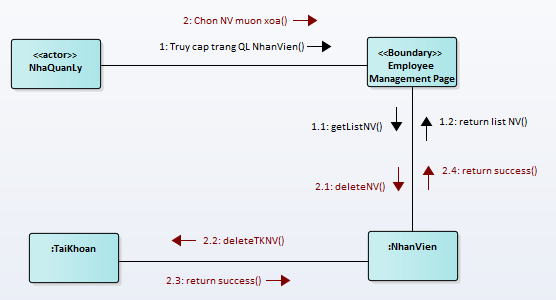 2: Chon NV muon xoa()
1: Truy cap trang QL NhanVien()
<<actor>>
NhaQuanLy
<<Boundary>>
Employee
Management Page
1.1: getListNV()
1.2: return list NV()
2.1: deleteNV()
2.4: return success()
:TaiKhoan
2.2: deleteTKNV()
2.3: return success()
:NhanVien